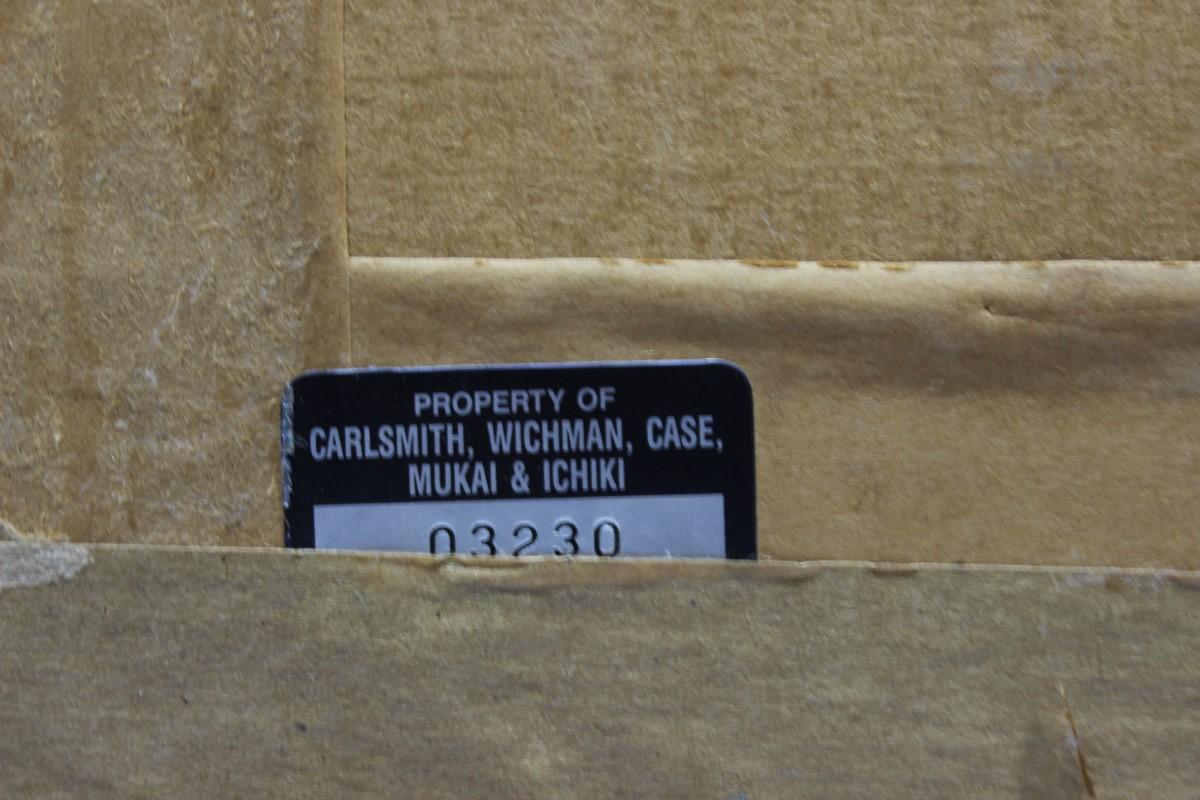 PROPERTY OF
CARLSMITH, WICHMAN, CASE,
MUKAI & ICHIKI
03230